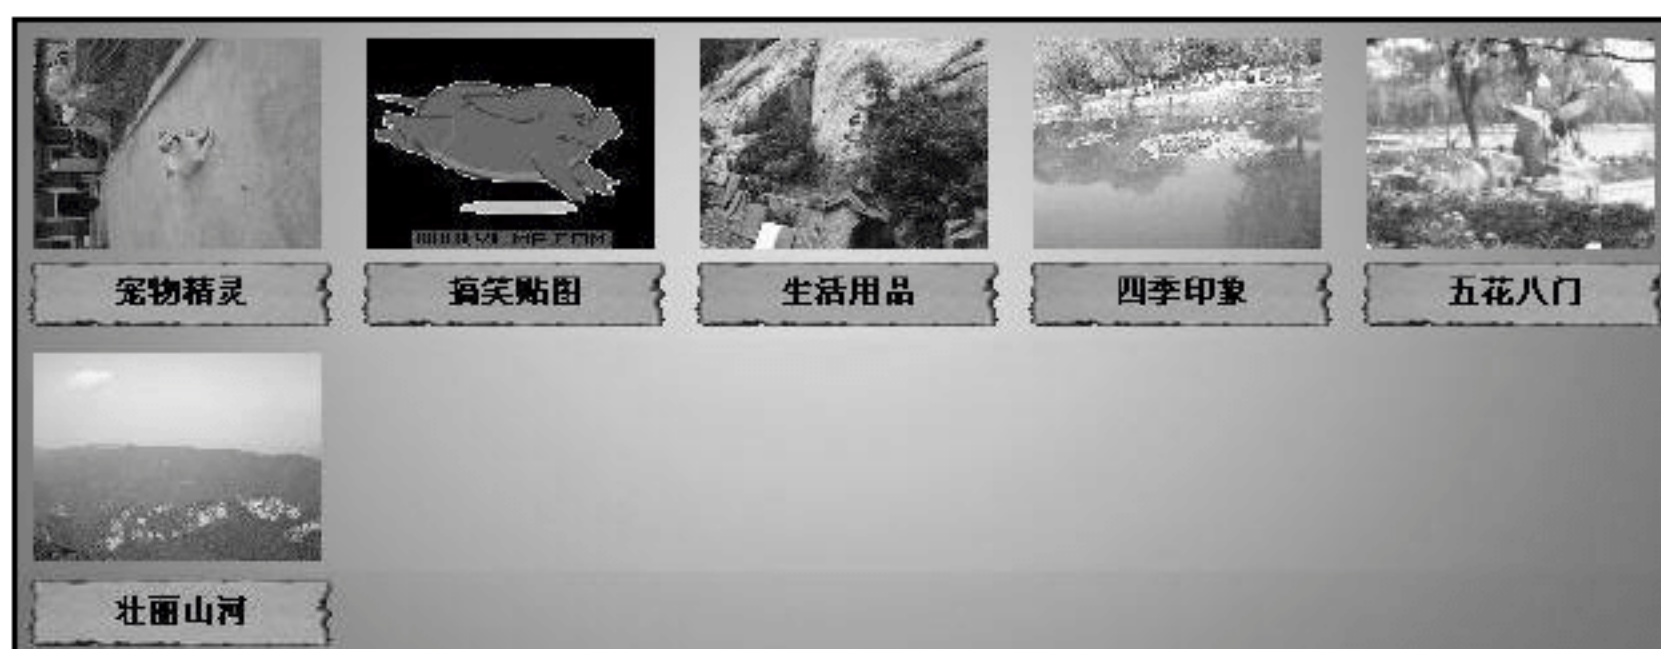 宠物精灵
搞笑贴图
生活用品
四季印象
五花八门
壮丽山河